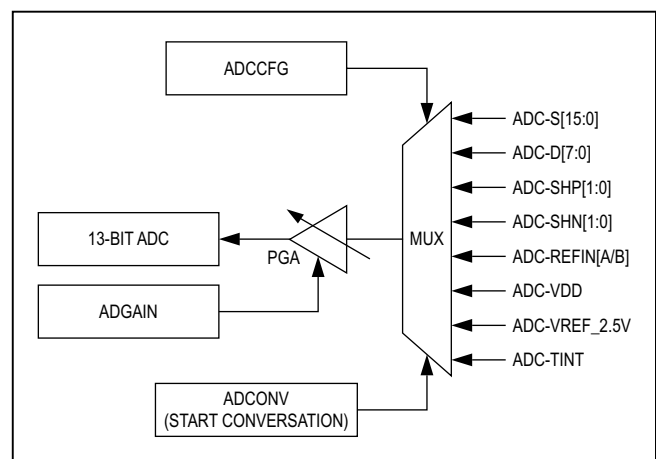 ADCCFG
ADC-S[15:0]
ADC-D[7:0]
ADC-SHP[1:0]
ADC-SHN[1:0]
13-BIT ADC
PGA
MUX
ADC-REFIN[A/B]
ADGAIN
ADC-VDD
ADC-VREF_2.5V
ADC-TINT
ADCONV
(START CONVERSATION)